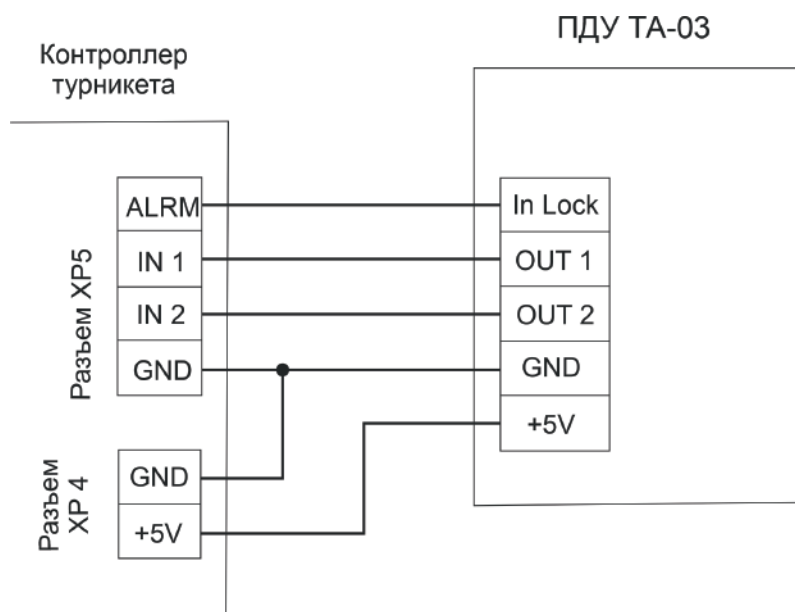 ПДУ ТА-03
Контроллер
турникета
Разъем XP5
ALRM
IN 1
IN 2
GND
Разъем
XP 4
GND
+5V
In Lock
OUT 1
OUT 2
GND
+5V